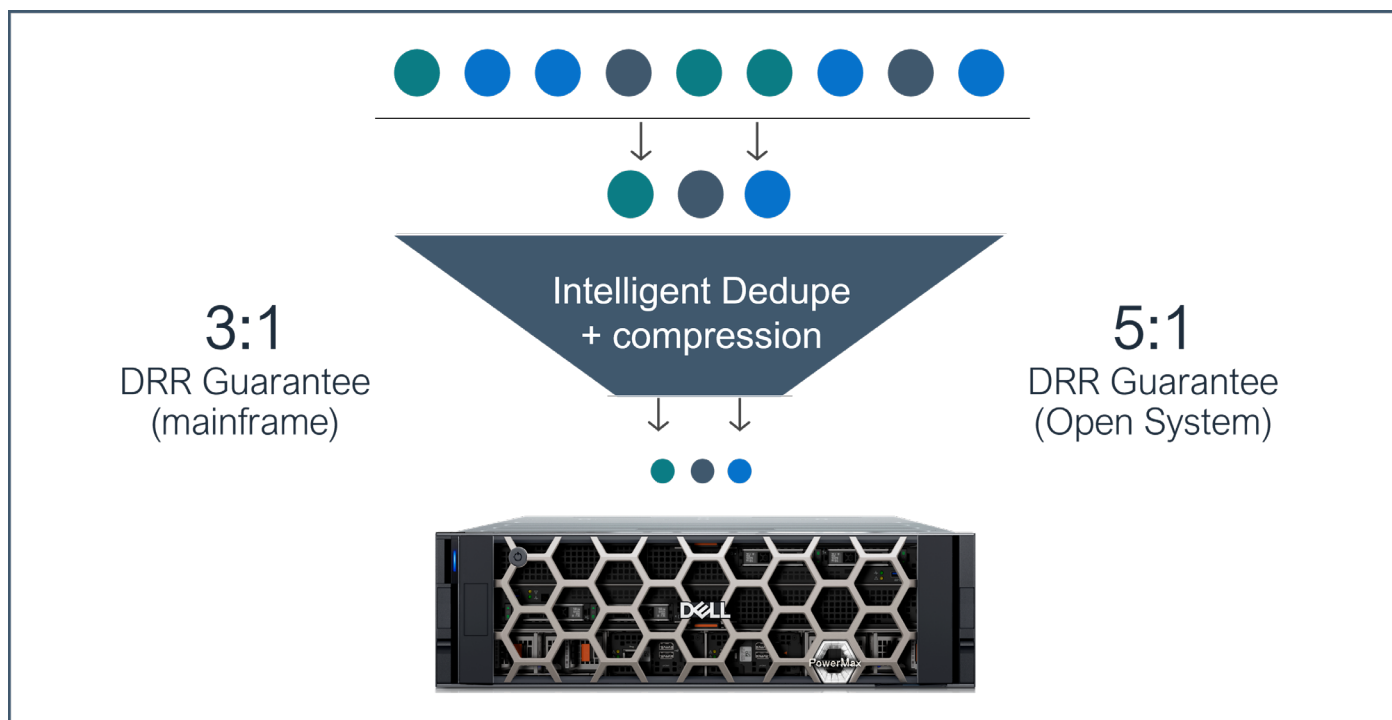 Intelligent Dedupe
+ compression
3:1
DRR Guarantee
(mainframe)
5:1
DRR Guarantee
(Open System)
DELL
PowerMax